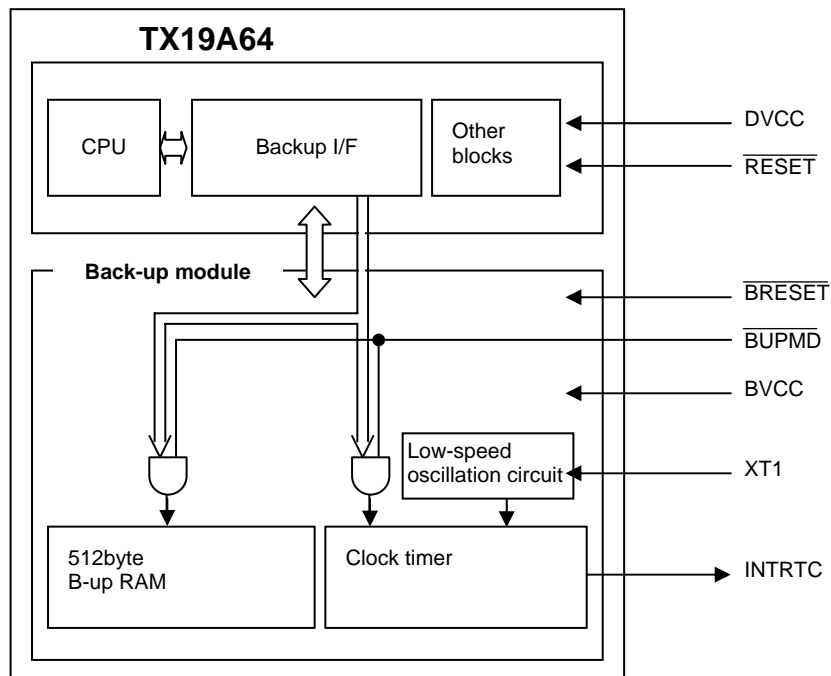 TX19A64
CPU
Backup I/F
Other
blocks
DVCC
RESET
Back-up module
BRESET
BUPMD
BVCC
Low-speed
oscillation circuit
XT1
512byte
B-up RAM
Clock timer
INTRTC